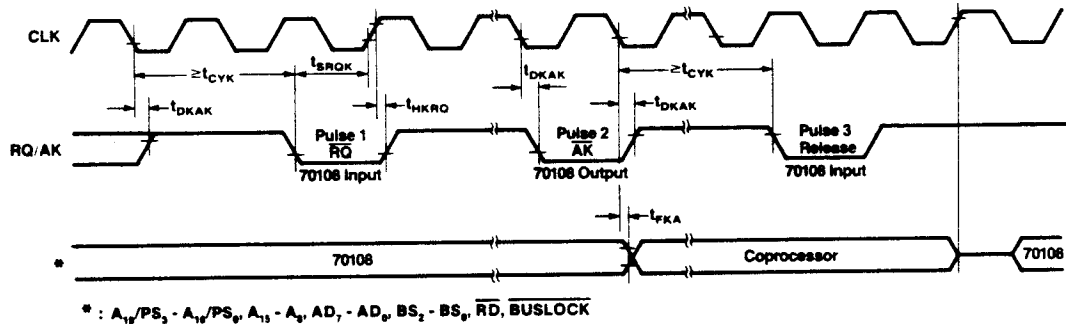 CLK
≥tCYK
tSRQK
tDKAK
≥tCYK
tDKAK
tHKRQ
tDKAK
RQ/AK
Pulse 1
RQ
70108 Input
Pulse 2
AK
70108 Output
Pulse 3
Release
70108 Input
tFKA
*
70108
Coprocessor
70108
* : A19/PS3 - A16/PS0, A15 - A8, AD7 - AD0, BS2 - BS0, RD, BUSLOCK